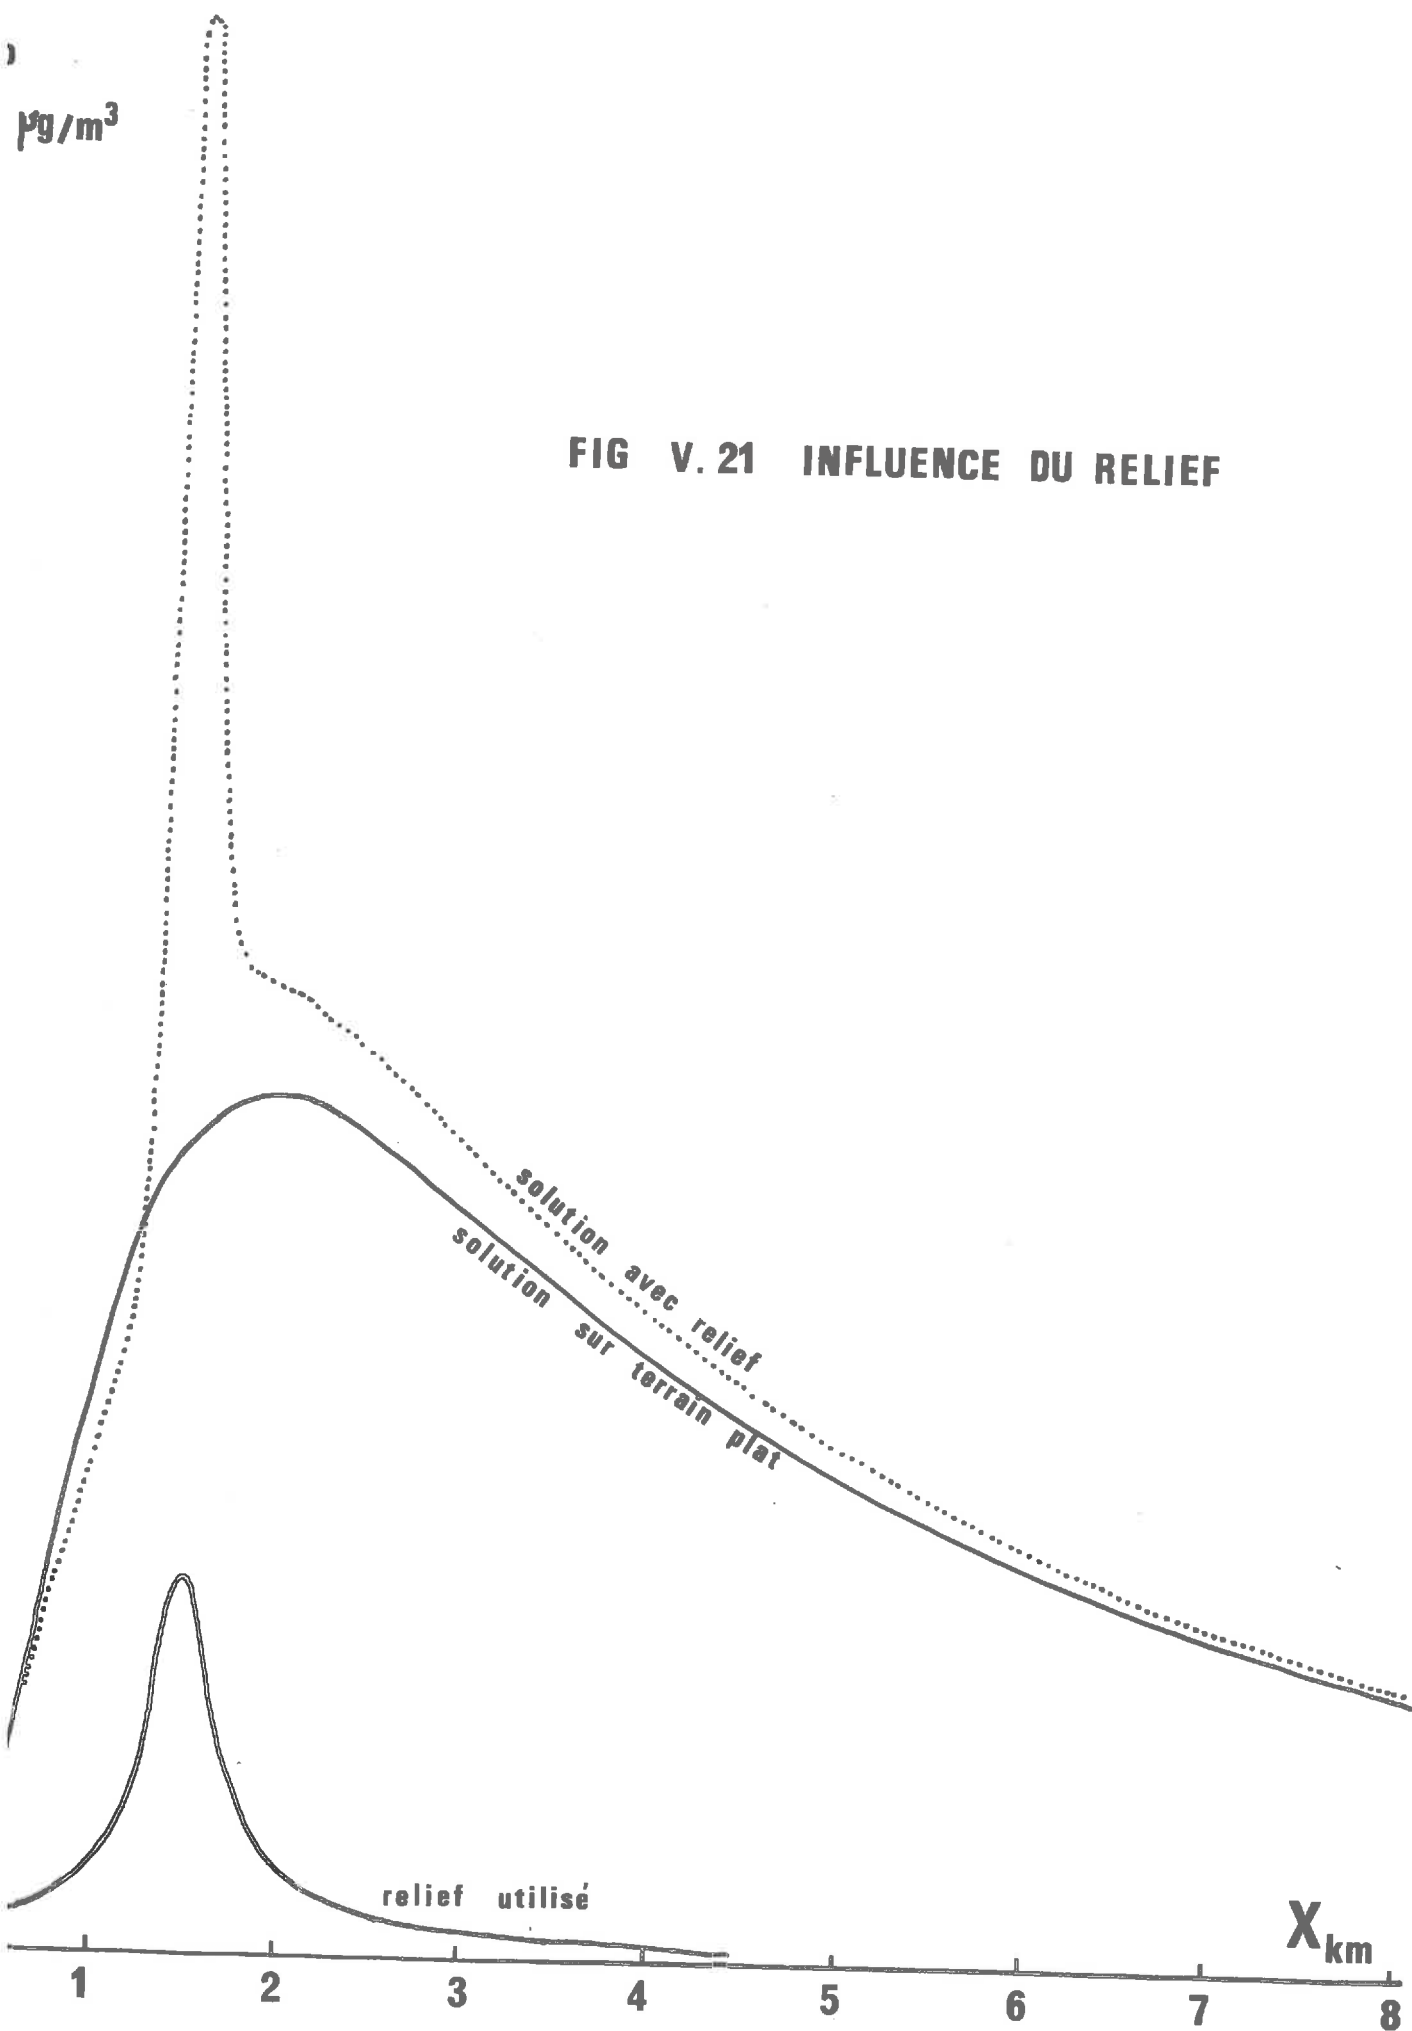 µg/m³
FIG V. 21 INFLUENCE DU RELIEF
solution avec relief
solution sur terrain plat
relief utilisé
X km
1 2 3 4 5 6 7 8